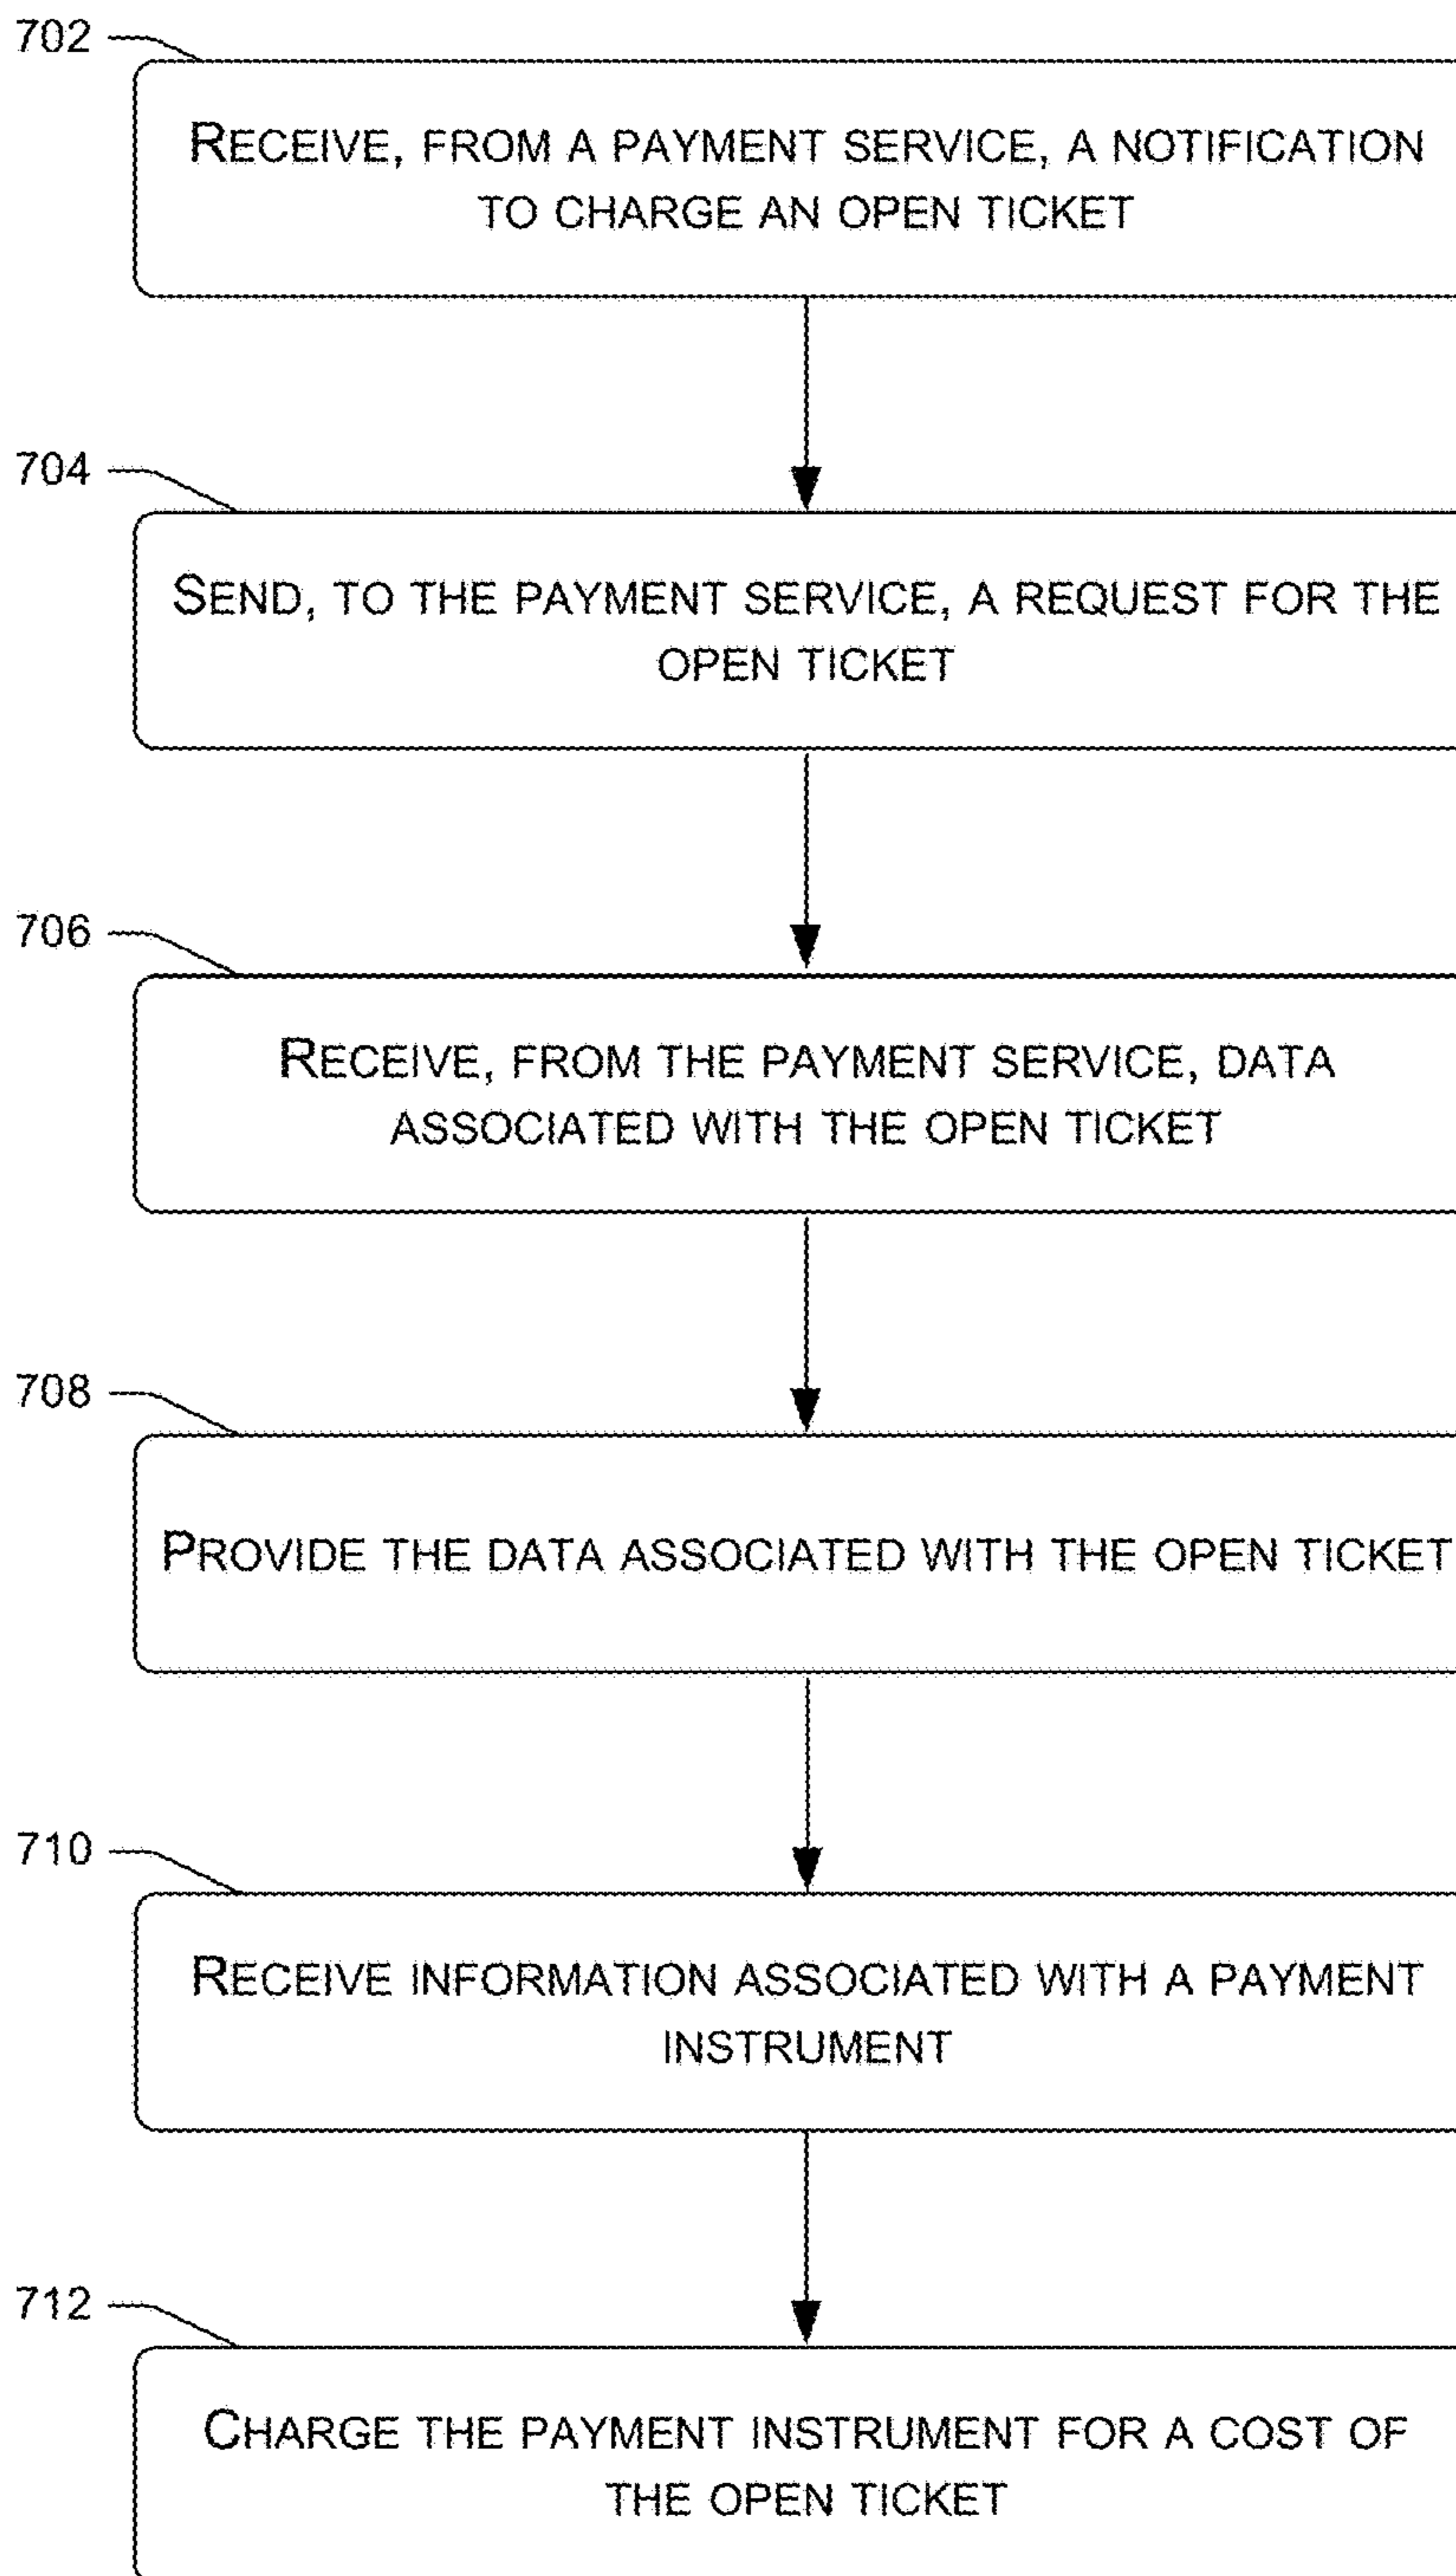 702
RECEIVE, FROM A PAYMENT SERVICE, A NOTIFICATION
TO CHARGE AN OPEN TICKET
704
SEND, TO THE PAYMENT SERVICE, A REQUEST FOR THE
OPEN TICKET
706
RECEIVE, FROM THE PAYMENT SERVICE, DATA
ASSOCIATED WITH THE OPEN TICKET
708
PROVIDE THE DATA ASSOCIATED WITH THE OPEN TICKET
710
RECEIVE INFORMATION ASSOCIATED WITH A PAYMENT
INSTRUMENT
712
CHARGE THE PAYMENT INSTRUMENT FOR A COST OF
THE OPEN TICKET